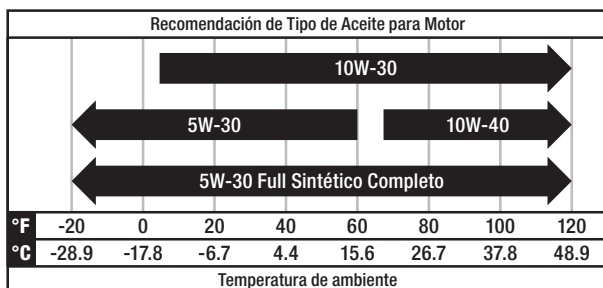 Recomendación de Tipo de Aceite para Motor
10W-30
5W-30 10W-40
5W-30 Full Sintético Completo
°F -20 0 20 40 60 80 100 120
°C -28.9 -17.8 -6.7 4.4 15.6 26.7 37.8 48.9
Temperatura de ambiente